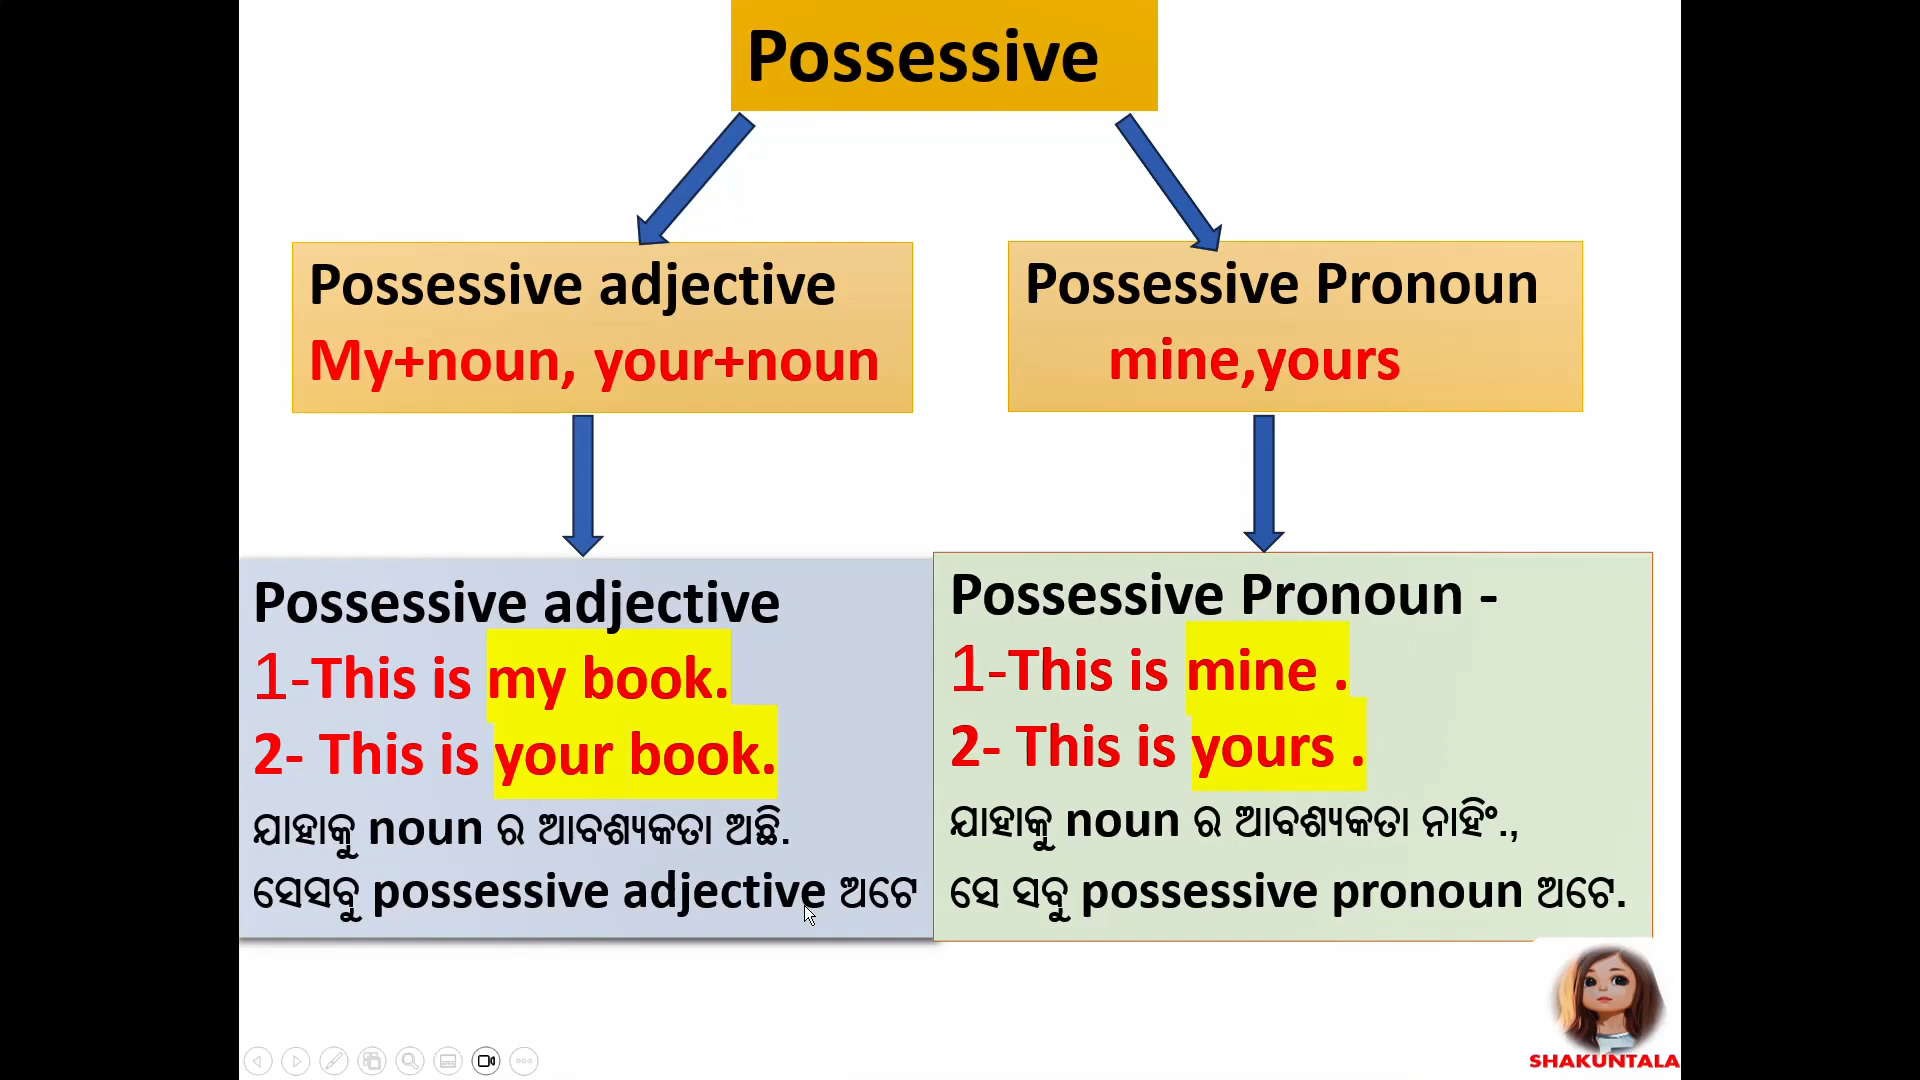 Possessive
Possessive adjective
My+noun, your+noun
Possessive Pronoun
mine,yours
Possessive adjective
1-This is my book.
2- This is your book.
ଯାହାକୁ noun ର ଆବଶ୍ୟକତା ଅଛି.
ସେସବୁ possessive adjective ଅଟେ
Possessive Pronoun -
1-This is mine .
2- This is yours .
ଯାହାକୁ noun ର ଆବଶ୍ୟକତା ନାହିଂ.,
ସେ ସବୁ possessive pronoun ଅଟେ.
SHAKUNTALA